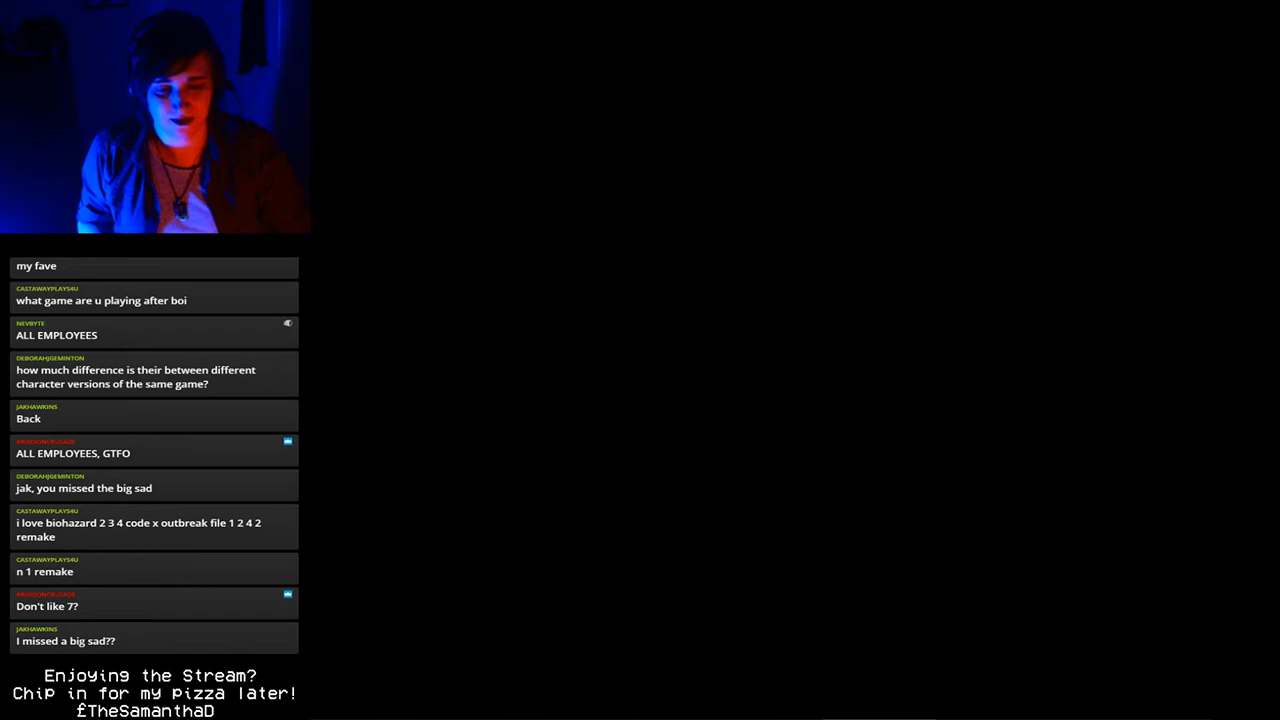 my fave
CASTAWAYPLAYS4U
what game are u playing after boi
NEVBYTE
ALL EMPLOYEES
DEBORAHJGEMINTON
how much difference is their between different
character versions of the same game?
JAKHAWKINS
Back
ALL EMPLOYEES, GTFO
DEBORAHJGEMINTON
jak, you missed the big sad
CASTAWAYPLAYS4U
i love biohazard 2 3 4 code x outbreak file 1 2 4 2
remake
CASTAWAYPLAYS4U
n 1 remake
Don't like 7?
JAKHAWKINS
I missed a big sad??
Enjoying the Stream?
Chip in for my pizza later!
£TheSamanthaD